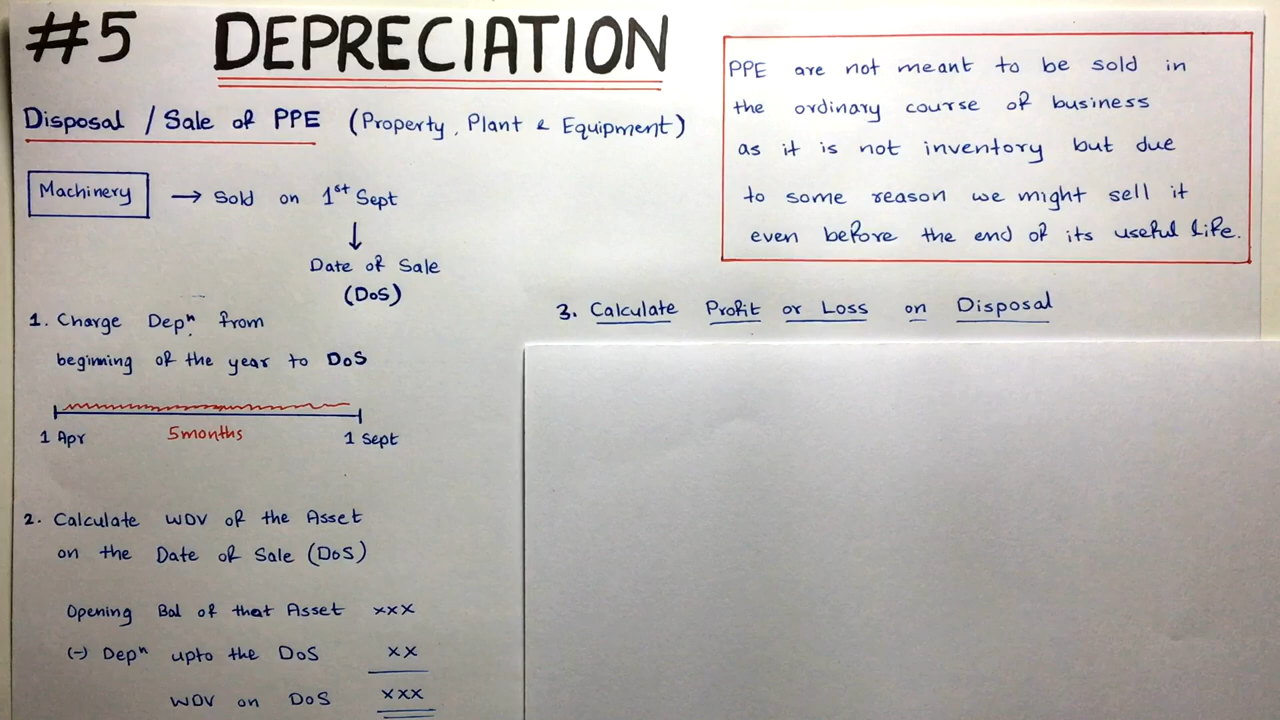 #5 DEPRECIATION
Disposal / Sale of PPE (Property, Plant & Equipment)
PPE are not meant to be sold in
the ordinary course of business
as it is not inventory but due
to some reason we might sell it
even before the end of its useful life.
Machinery → Sold on 1st Sept
↓
Date of Sale
(DoS)
1. Charge Depn from
beginning of the year to DoS
1 Apr 5months 1 Sept
2. Calculate WDV of the Asset
on the Date of Sale (DoS)
Opening Bal of that Asset xxx
(-) Depn upto the DoS xx
WDV on DoS xxx
3. Calculate Profit or Loss on Disposal